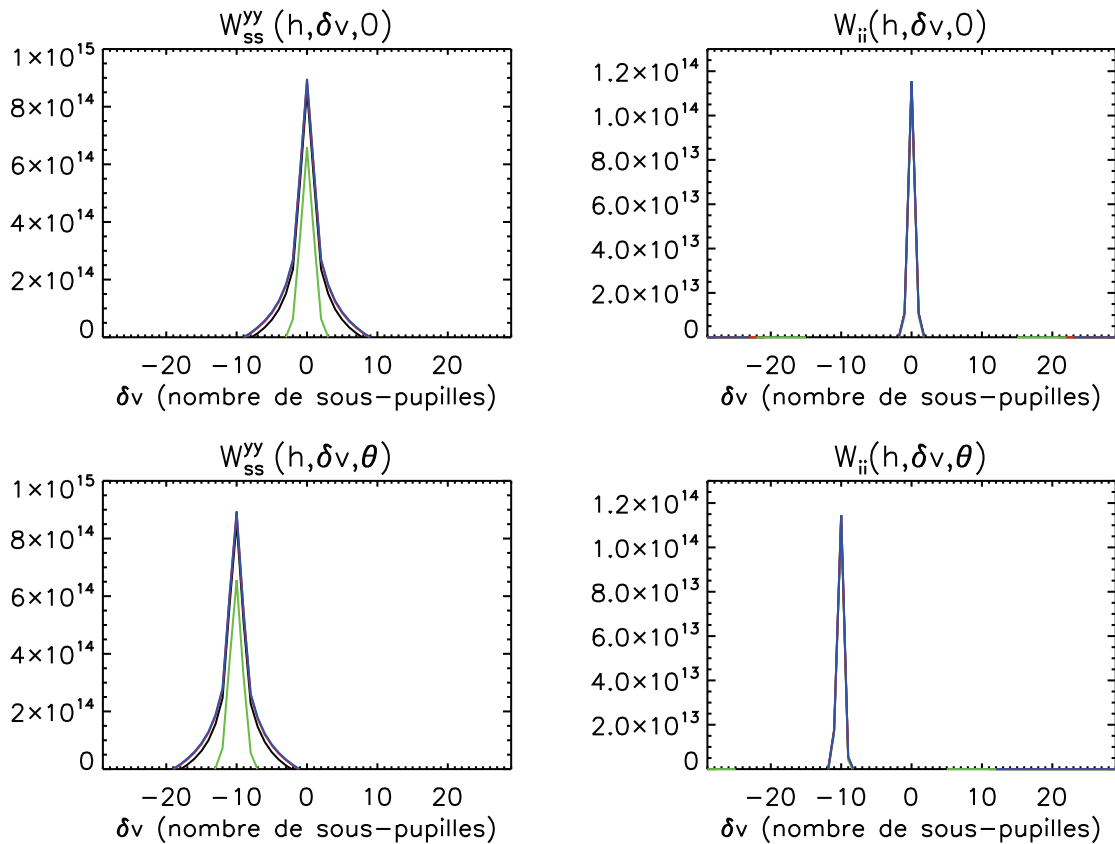 W_ss^yy (h,δv,0)
1×10^15
8×10^14
6×10^14
4×10^14
2×10^14
0
−20 −10 0 10 20
δv (nombre de sous−pupilles)
W_ii(h,δv,0)
1.2×10^14
1.0×10^14
8.0×10^13
6.0×10^13
4.0×10^13
2.0×10^13
0
−20 −10 0 10 20
δv (nombre de sous−pupilles)
W_ss^yy (h,δv,θ)
1×10^15
8×10^14
6×10^14
4×10^14
2×10^14
0
−20 −10 0 10 20
δv (nombre de sous−pupilles)
W_ii(h,δv,θ)
1.2×10^14
1.0×10^14
8.0×10^13
6.0×10^13
4.0×10^13
2.0×10^13
0
−20 −10 0 10 20
δv (nombre de sous−pupilles)